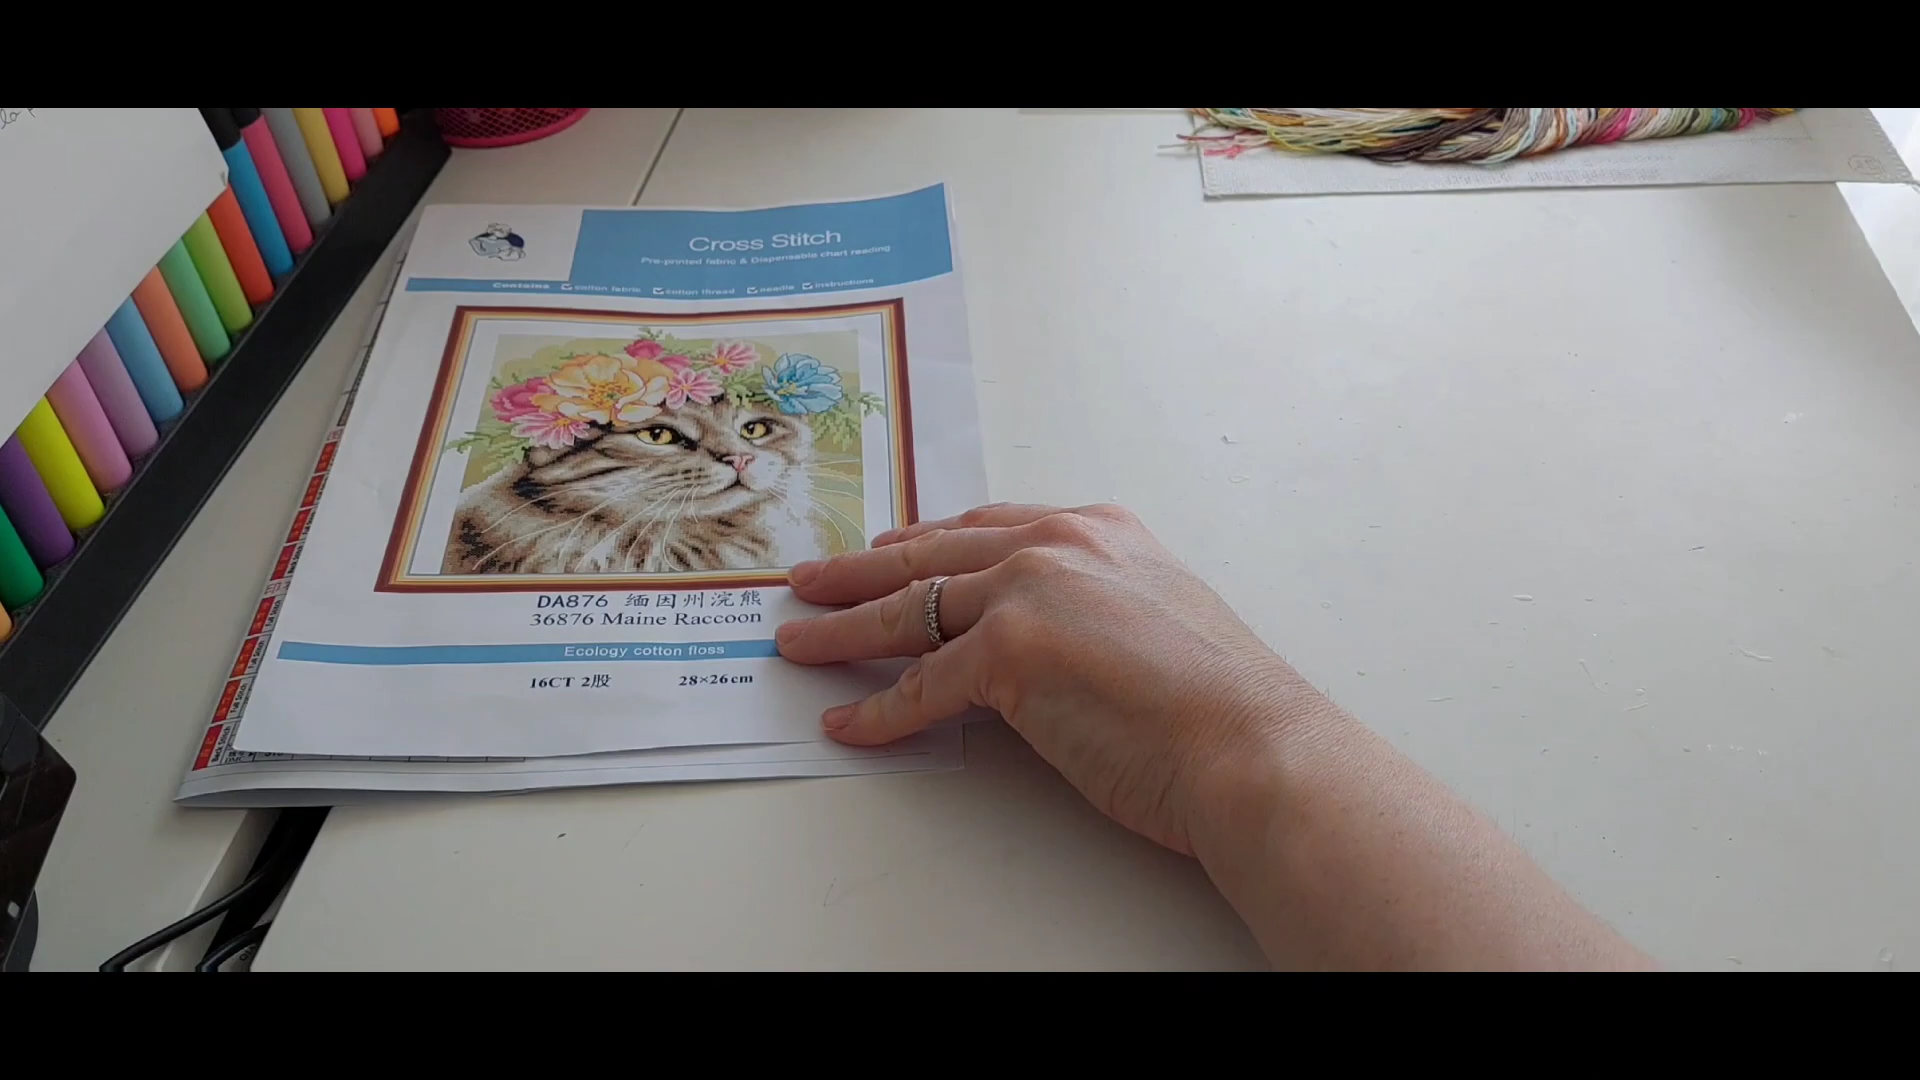 Cross Stitch
Pre-printed fabric & Dispensable chart reading
Contains cotton fabric cotton thread needle instructions
DA876 缅因州浣熊
36876 Maine Raccoon
Ecology cotton floss
16CT 2股 28×26cm